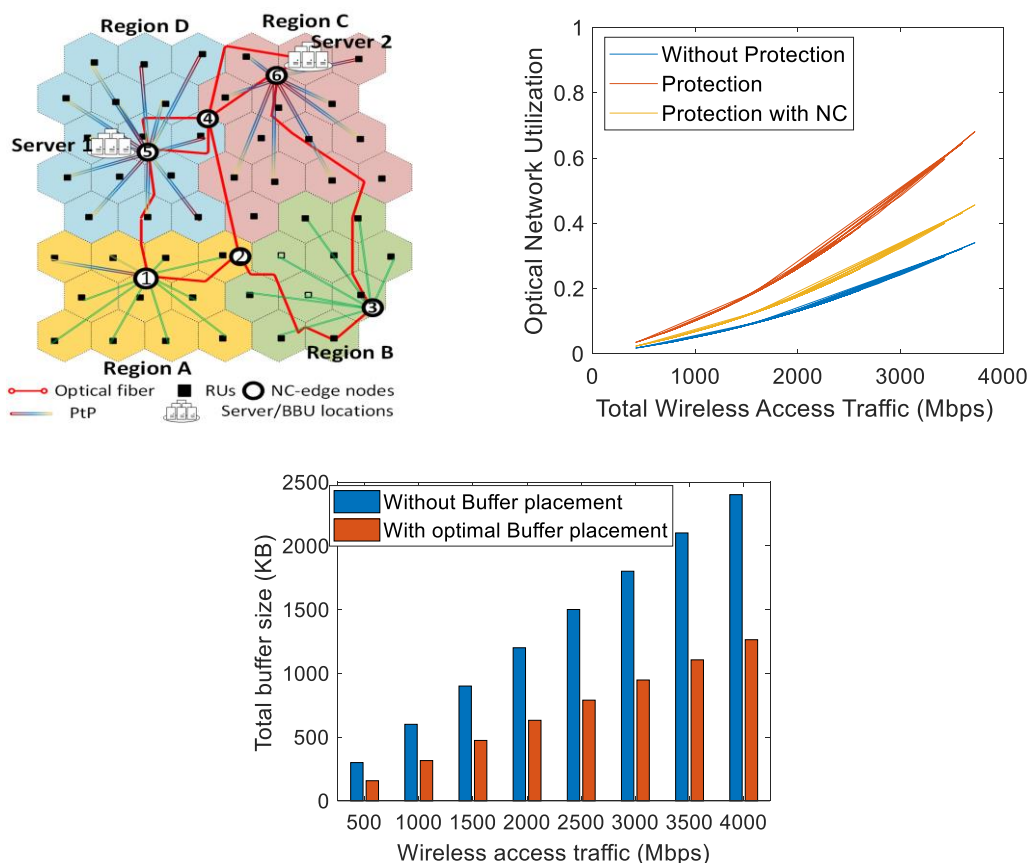 Region D
Region C
Server 2
6
4
Server 1
5
2
1
3
Region B
Region A
Optical fiber
RUs
NC-edge nodes
PtP
Server/BBU locations
Without Protection
Protection
Protection with NC
Optical Network Utilization
1
0.8
0.6
0.4
0.2
0
0 1000 2000 3000 4000
Total Wireless Access Traffic (Mbps)
Without Buffer placement
With optimal Buffer placement
Total buffer size (KB)
2500
2000
1500
1000
500
0
500 1000 1500 2000 2500 3000 3500 4000
Wireless access traffic (Mbps)